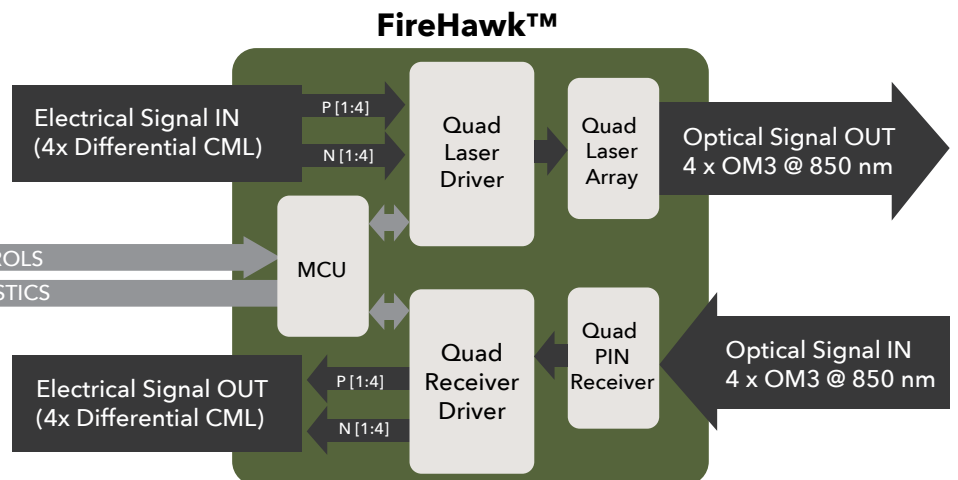 FireHawk™
Electrical Signal IN
(4x Differential CML)
P [1:4]
N [1:4]
Quad
Laser
Driver
Quad
Laser
Array
Optical Signal OUT
4 x OM3 @ 850 nm
MCU
Quad
Receiver
Driver
Quad
PIN
Receiver
Optical Signal IN
4 x OM3 @ 850 nm
Electrical Signal OUT
(4x Differential CML)
P [1:4]
N [1:4]